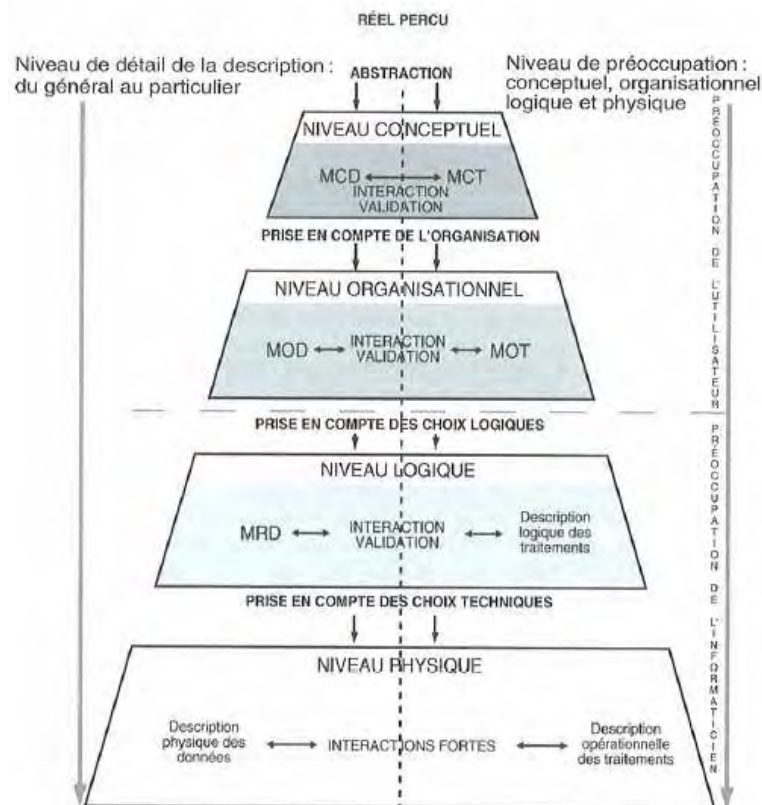 RÉEL PERCU
Niveau de détail de la description :
du général au particulier
Niveau de préoccupation :
conceptuel, organisationnel
logique et physique
ABSTRACTION
NIVEAU CONCEPTUEL
MCD
MCT
INTERACTION
VALIDATION
PRISE EN COMPTE DE L'ORGANISATION
NIVEAU ORGANISATIONNEL
MOD
INTERACTION
VALIDATION
MOT
PRÉOCCUPATION DE L'UTILISATEUR
PRISE EN COMPTE DES CHOIX LOGIQUES
NIVEAU LOGIQUE
MRD
INTERACTION
VALIDATION
Description
logique des
traitements
PRISE EN COMPTE DES CHOIX TECHNIQUES
NIVEAU PHYSIQUE
Description
physique des
données
INTERACTIONS FORTES
Description
opérationnelle
des traitements
PRÉOCCUPATION DE L'INFORMATICIEN